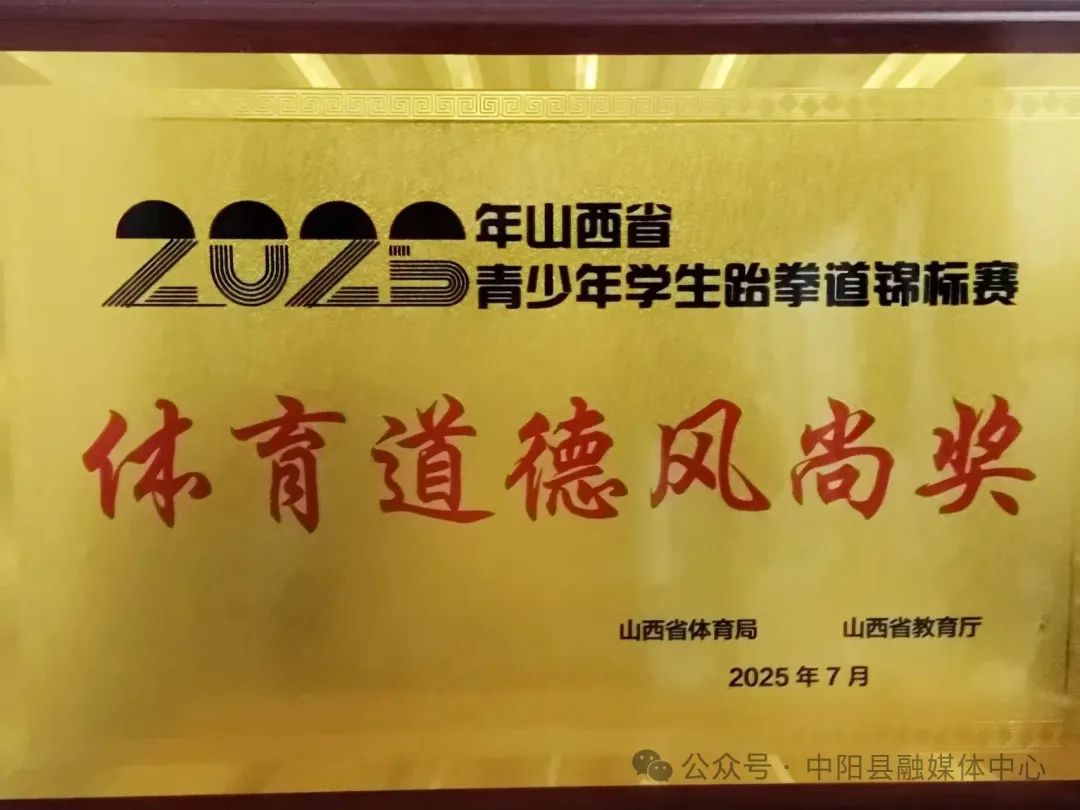 2025年山西省
青少年学生跆拳道锦标赛
体育道德风尚奖
山西省体育局 山西省教育厅
2025年7月
公众号·中阳县融媒体中心